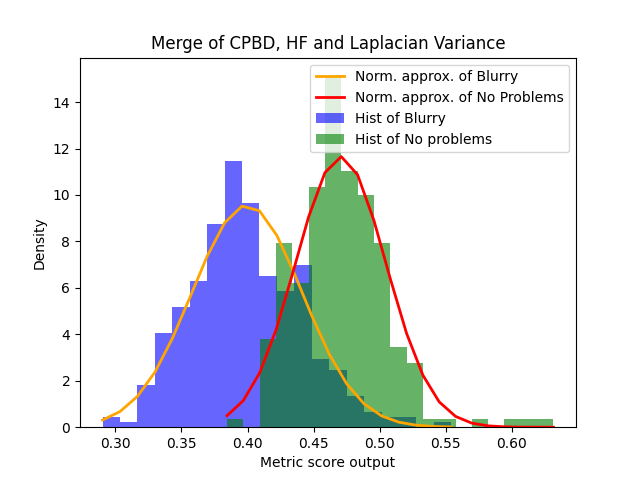 Merge of CPBD, HF and Laplacian Variance
Norm. approx. of Blurry
Norm. approx. of No Problems
Hist of Blurry
Hist of No problems
14
12
10
8
6
4
2
0
Density
0.30 0.35 0.40 0.45 0.50 0.55 0.60
Metric score output